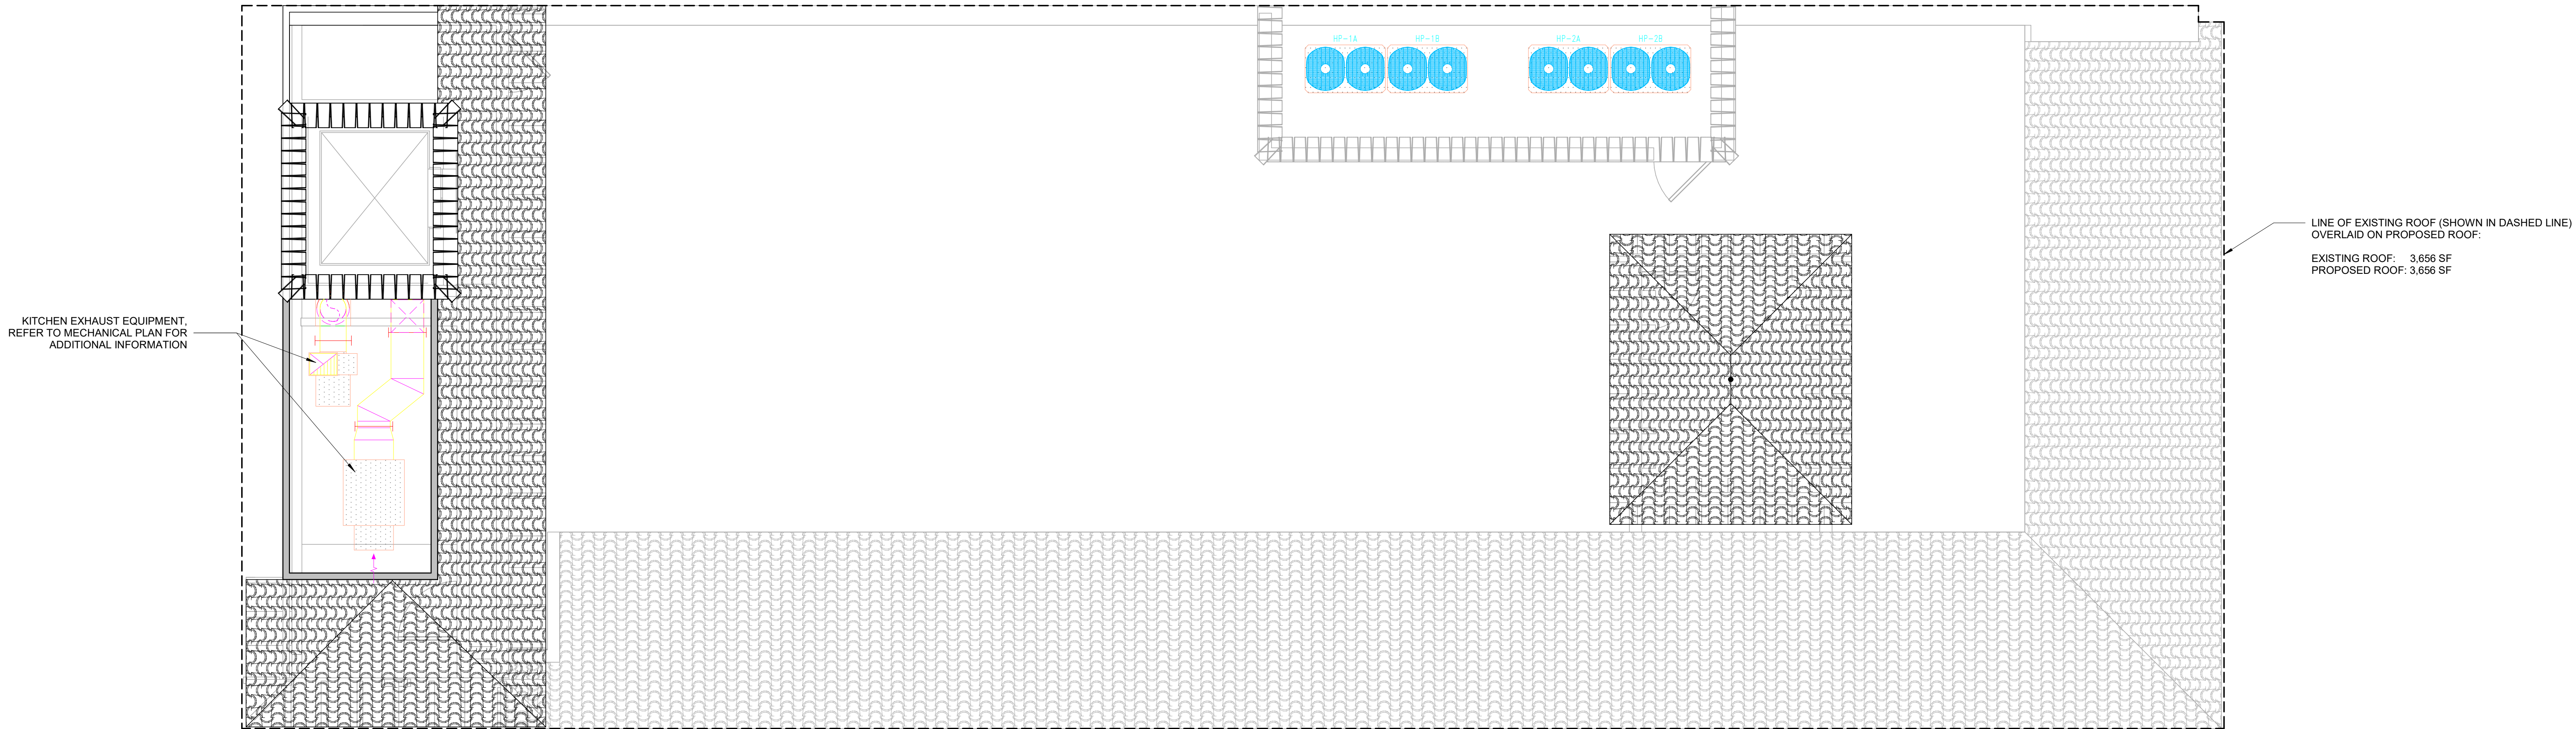 HP-1A
HP-1B
HP-2A
HP-2B
LINE OF EXISTING ROOF (SHOWN IN DASHED LINE)
OVERLAID ON PROPOSED ROOF:
EXISTING ROOF: 3,656 SF
PROPOSED ROOF: 3,656 SF
KITCHEN EXHAUST EQUIPMENT,
REFER TO MECHANICAL PLAN FOR
ADDITIONAL INFORMATION